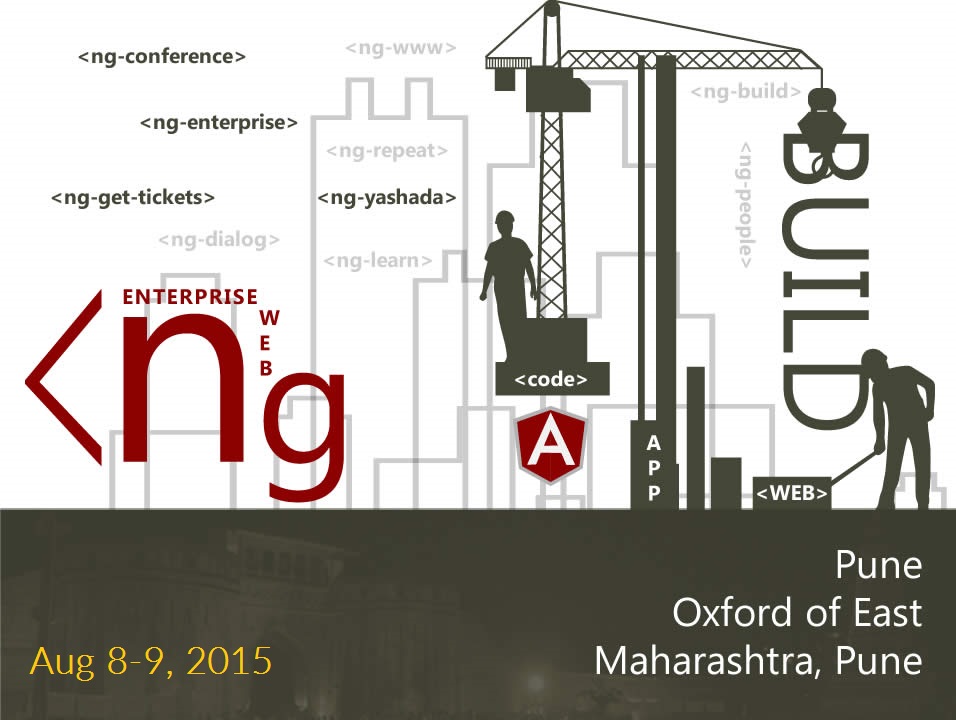 <ng-conference>
<ng-www>
<ng-build>
<ng-enterprise>
<ng-repeat>
<ng-people>
BUILD
<ng-get-tickets>
<ng-yashada>
<ng-dialog>
<ng-learn>
ENTERPRISE
WEB
<ng
<code>
A
APP
<WEB>
Pune
Oxford of East
Aug 8-9, 2015
Maharashtra, Pune